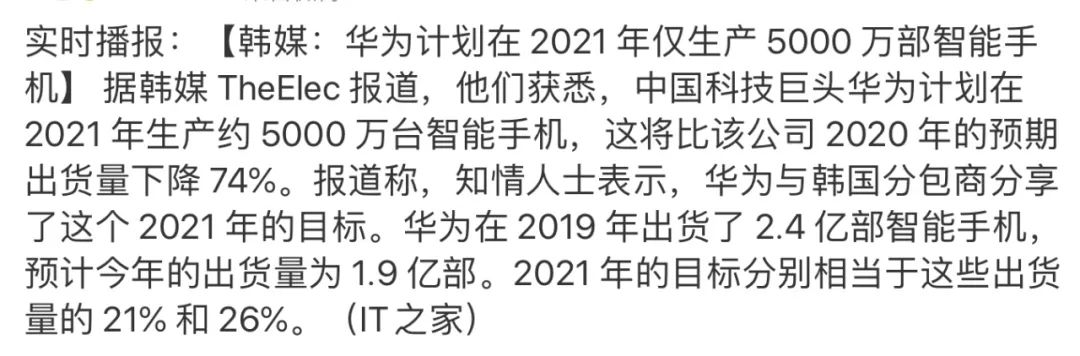 实时播报：【韩媒：华为计划在 2021 年仅生产 5000 万部智能手
机】 据韩媒 TheElec 报道，他们获悉，中国科技巨头华为计划在
2021 年生产约 5000 万台智能手机，这将比该公司 2020 年的预期
出货量下降 74%。报道称，知情人士表示，华为与韩国分包商分享
了这个 2021 年的目标。华为在 2019 年出货了 2.4 亿部智能手机，
预计今年的出货量为 1.9 亿部。2021 年的目标分别相当于这些出货
量的 21% 和 26%。（IT 之家）